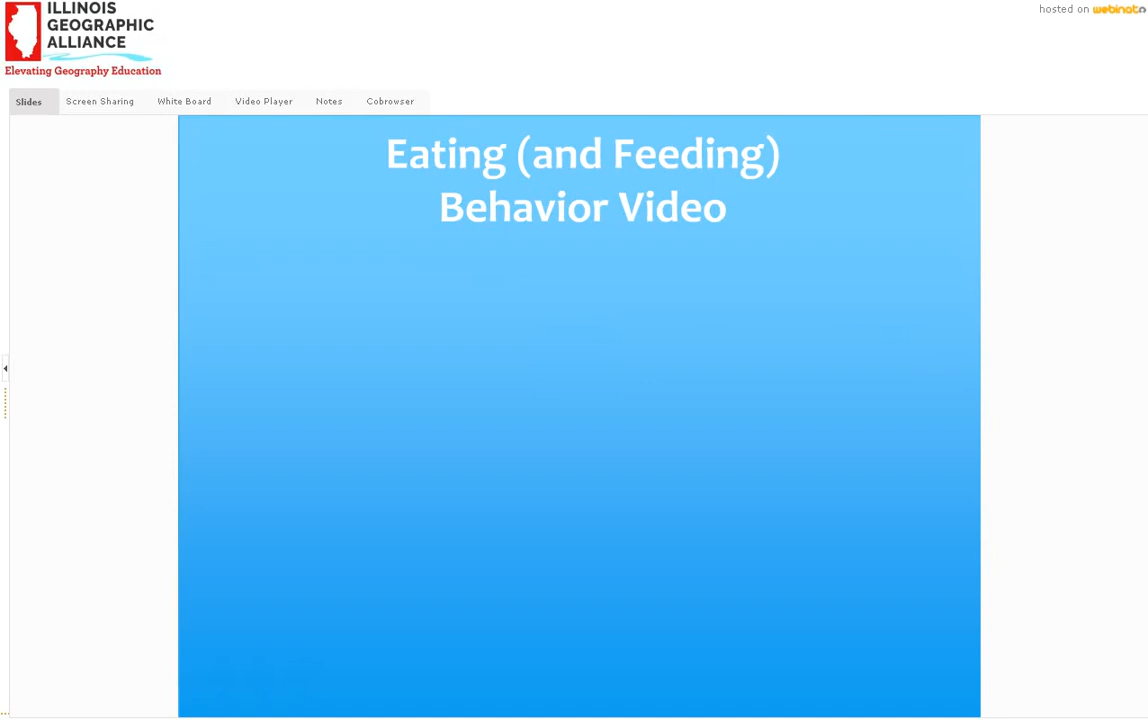 ILLINOIS
GEOGRAPHIC
ALLIANCE
Elevating Geography Education
hosted on webinato
Slides Screen Sharing White Board Video Player Notes Cobrowser
Eating (and Feeding)
Behavior Video